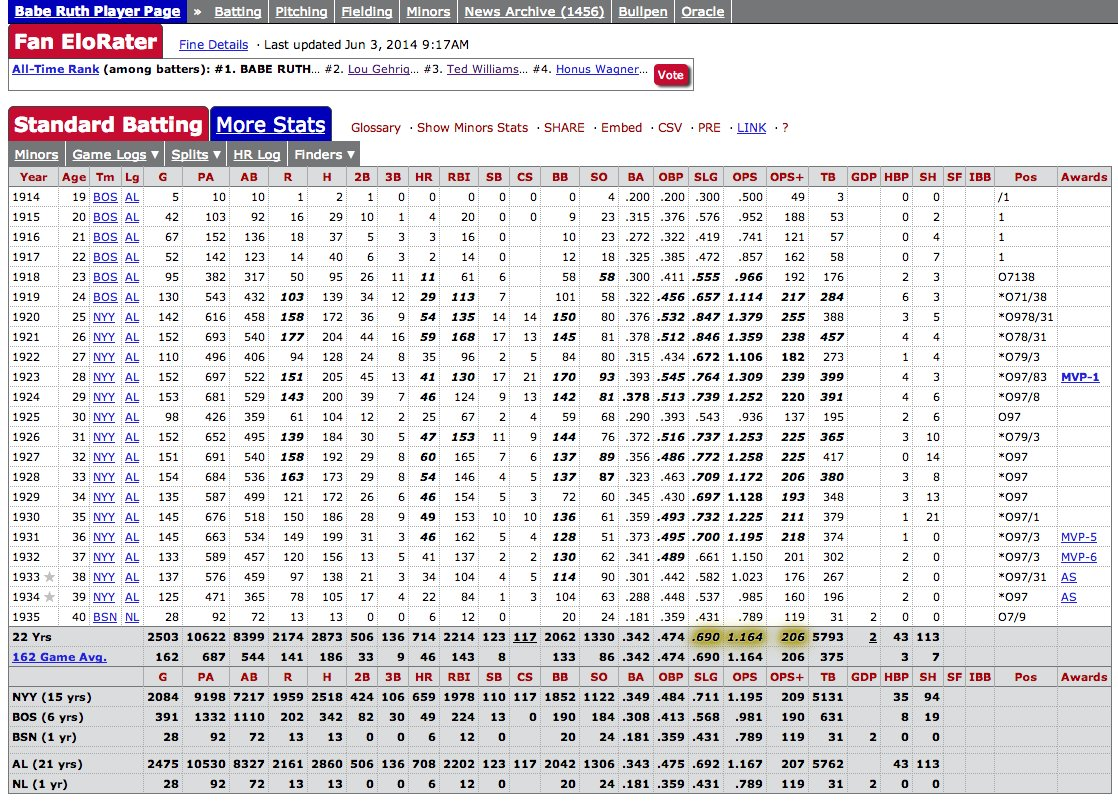 Babe Ruth Player Page » Batting Pitching Fielding Minors News Archive (1456) Bullpen Oracle
Fan EloRater Fine Details · Last updated Jun 3, 2014 9:17AM
All-Time Rank (among batters): #1. BABE RUTH... #2. Lou Gehrig... #3. Ted Williams... #4. Honus Wagner... Vote
Standard Batting More Stats Glossary · Show Minors Stats · SHARE · Embed · CSV · PRE · LINK · ?
Minors Game Logs ▼ Splits ▼ HR Log Finders ▼
Year Age Tm Lg G PA AB R H 2B 3B HR RBI SB CS BB SO BA OBP SLG OPS OPS+ TB GDP HBP SH SF IBB Pos Awards
1914 19 BOS AL 5 10 10 1 2 1 0 0 0 0 0 0 4 .200 .200 .300 .500 49 3 0 0 /1
1915 20 BOS AL 42 103 92 16 29 10 1 4 20 0 0 9 23 .315 .376 .576 .952 188 53 0 2 1
1916 21 BOS AL 67 152 136 18 37 5 3 3 16 0 10 23 .272 .322 .419 .741 121 57 0 4 1
1917 22 BOS AL 52 142 123 14 40 6 3 2 14 0 12 18 .325 .385 .472 .857 162 58 0 7 1
1918 23 BOS AL 95 382 317 50 95 26 11 11 61 6 58 58 .300 .411 .555 .966 192 176 2 3 O7138
1919 24 BOS AL 130 543 432 103 139 34 12 29 113 7 101 58 .322 .456 .657 1.114 217 284 6 3 *O71/38
1920 25 NYY AL 142 616 458 158 172 36 9 54 135 14 14 150 80 .376 .532 .847 1.379 255 388 3 5 *O978/31
1921 26 NYY AL 152 693 540 177 204 44 16 59 168 17 13 145 81 .378 .512 .846 1.359 238 457 4 4 *O78/31
1922 27 NYY AL 110 496 406 94 128 24 8 35 96 2 5 84 80 .315 .434 .672 1.106 182 273 1 4 *O79/3
1923 28 NYY AL 152 697 522 151 205 45 13 41 130 17 21 170 93 .393 .545 .764 1.309 239 399 4 3 *O97/83 MVP-1
1924 29 NYY AL 153 681 529 143 200 39 7 46 124 9 13 142 81 .378 .513 .739 1.252 220 391 4 6 *O97/8
1925 30 NYY AL 98 426 359 61 104 12 2 25 67 2 4 59 68 .290 .393 .543 .936 137 195 2 6 O97
1926 31 NYY AL 152 652 495 139 184 30 5 47 153 11 9 144 76 .372 .516 .737 1.253 225 365 3 10 *O79/3
1927 32 NYY AL 151 691 540 158 192 29 8 60 165 7 6 137 89 .356 .486 .772 1.258 225 417 0 14 *O97
1928 33 NYY AL 154 684 536 163 173 29 8 54 146 4 5 137 87 .323 .463 .709 1.172 206 380 3 8 *O97
1929 34 NYY AL 135 587 499 121 172 26 6 46 154 5 3 72 60 .345 .430 .697 1.128 193 348 3 13 *O97
1930 35 NYY AL 145 676 518 150 186 28 9 49 153 10 10 136 61 .359 .493 .732 1.225 211 379 1 21 *O97/1
1931 36 NYY AL 145 663 534 149 199 31 3 46 162 5 4 128 51 .373 .495 .700 1.195 218 374 1 0 *O97/3 MVP-5
1932 37 NYY AL 133 589 457 120 156 13 5 41 137 2 2 130 62 .341 .489 .661 1.150 201 302 2 0 *O97/3 MVP-6
1933 ★ 38 NYY AL 137 576 459 97 138 21 3 34 104 4 5 114 90 .301 .442 .582 1.023 176 267 2 0 *O97/31 AS
1934 ★ 39 NYY AL 125 471 365 78 105 17 4 22 84 1 3 104 63 .288 .448 .537 .985 160 196 2 0 *O97 AS
1935 40 BSN NL 28 92 72 13 13 0 0 6 12 0 20 24 .181 .359 .431 .789 119 31 2 0 0 O7/9
22 Yrs 2503 10622 8399 2174 2873 506 136 714 2214 123 117 2062 1330 .342 .474 .690 1.164 206 5793 2 43 113
162 Game Avg. 162 687 544 141 186 33 9 46 143 8 133 86 .342 .474 .690 1.164 206 375 3 7
G PA AB R H 2B 3B HR RBI SB CS BB SO BA OBP SLG OPS OPS+ TB GDP HBP SH SF IBB Pos Awards
NYY (15 yrs) 2084 9198 7217 1959 2518 424 106 659 1978 110 117 1852 1122 .349 .484 .711 1.195 209 5131 35 94
BOS (6 yrs) 391 1332 1110 202 342 82 30 49 224 13 0 190 184 .308 .413 .568 .981 190 631 8 19
BSN (1 yr) 28 92 72 13 13 0 0 6 12 0 20 24 .181 .359 .431 .789 119 31 2 0 0
AL (21 yrs) 2475 10530 8327 2161 2860 506 136 708 2202 123 117 2042 1306 .343 .475 .692 1.167 207 5762 43 113
NL (1 yr) 28 92 72 13 13 0 0 6 12 0 20 24 .181 .359 .431 .789 119 31 2 0 0